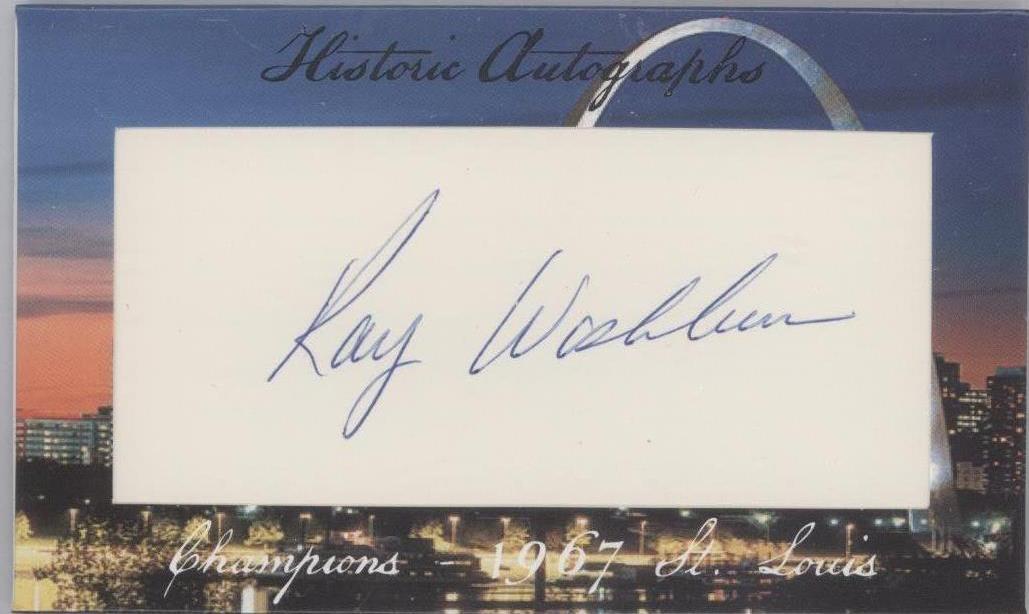 Historic Autographs
Ray Washburn
Champions - 1967 St. Louis